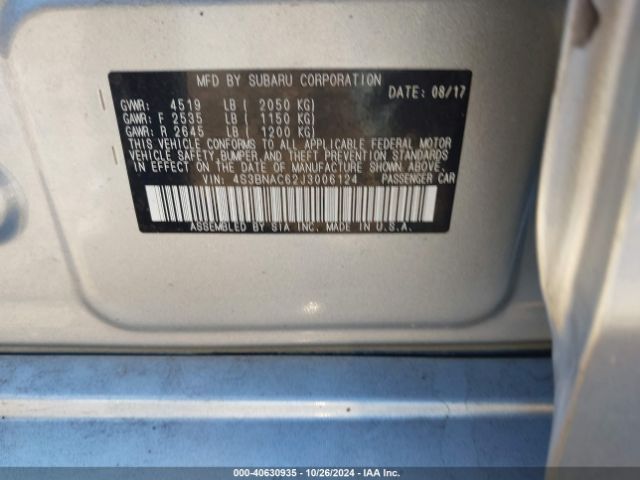 MFD BY SUBARU CORPORATION
DATE: 08/17
GVWR: 4519 LB ( 2050 KG)
GAWR: F 2535 LB ( 1150 KG)
GAWR: R 2645 LB ( 1200 KG)
THIS VEHICLE CONFORMS TO ALL APPLICABLE FEDERAL MOTOR
VEHICLE SAFETY, BUMPER, AND THEFT PREVENTION STANDARDS
IN EFFECT ON THE DATE OF MANUFACTURE SHOWN ABOVE.
VIN: 4S3BNAC62J3006124 PASSENGER CAR
ASSEMBLED BY SIA INC. MADE IN U.S.A.
000-40630935 - 10/26/2024 - IAA Inc.